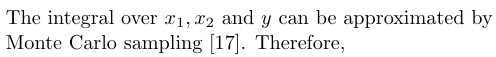 The integral over x₁, x₂ and y can be approximated by
Monte Carlo sampling [17]. Therefore,